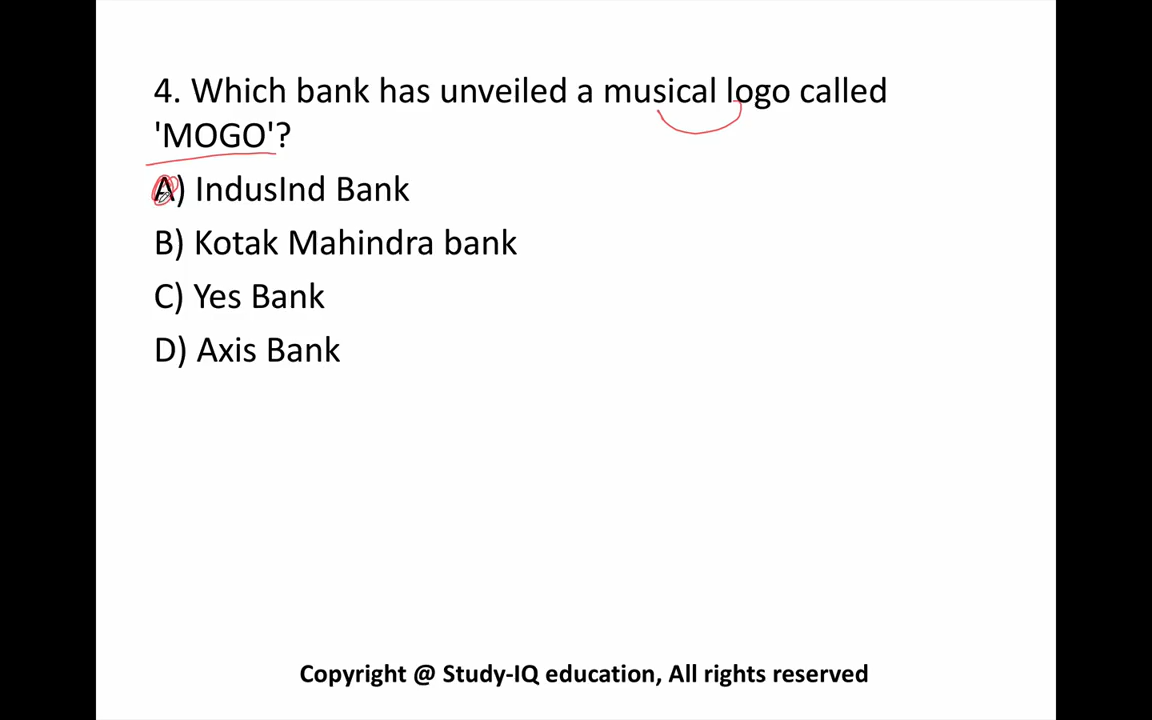 4. Which bank has unveiled a musical logo called
'MOGO'?
A) IndusInd Bank
B) Kotak Mahindra bank
C) Yes Bank
D) Axis Bank
Copyright @ Study-IQ education, All rights reserved